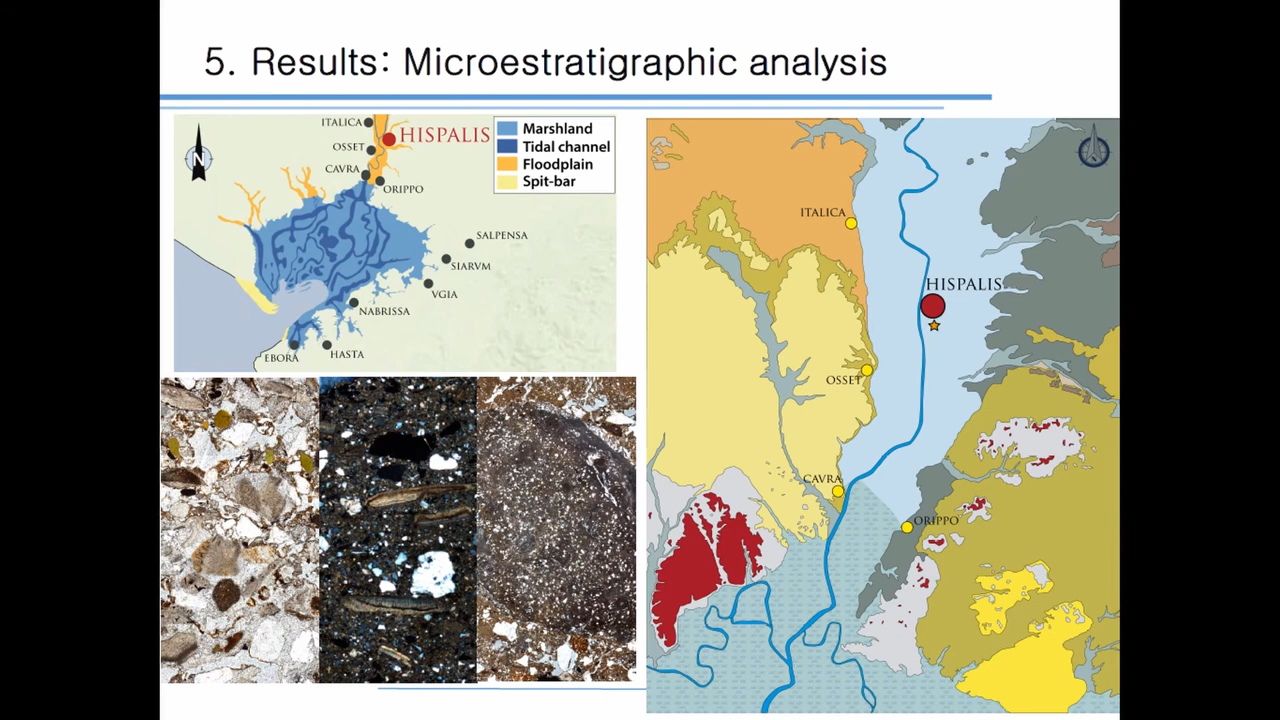 5. Results: Microestratigraphic analysis
ITALICA
HISPALIS
OSSET
CAVRA
ORIPPO
Marshland
Tidal channel
Floodplain
Spit-bar
N
SALPENSA
SIARVM
VGIA
NABRISSA
EBORA
HASTA
ITALICA
HISPALIS
OSSET
CAVRA
ORIPPO